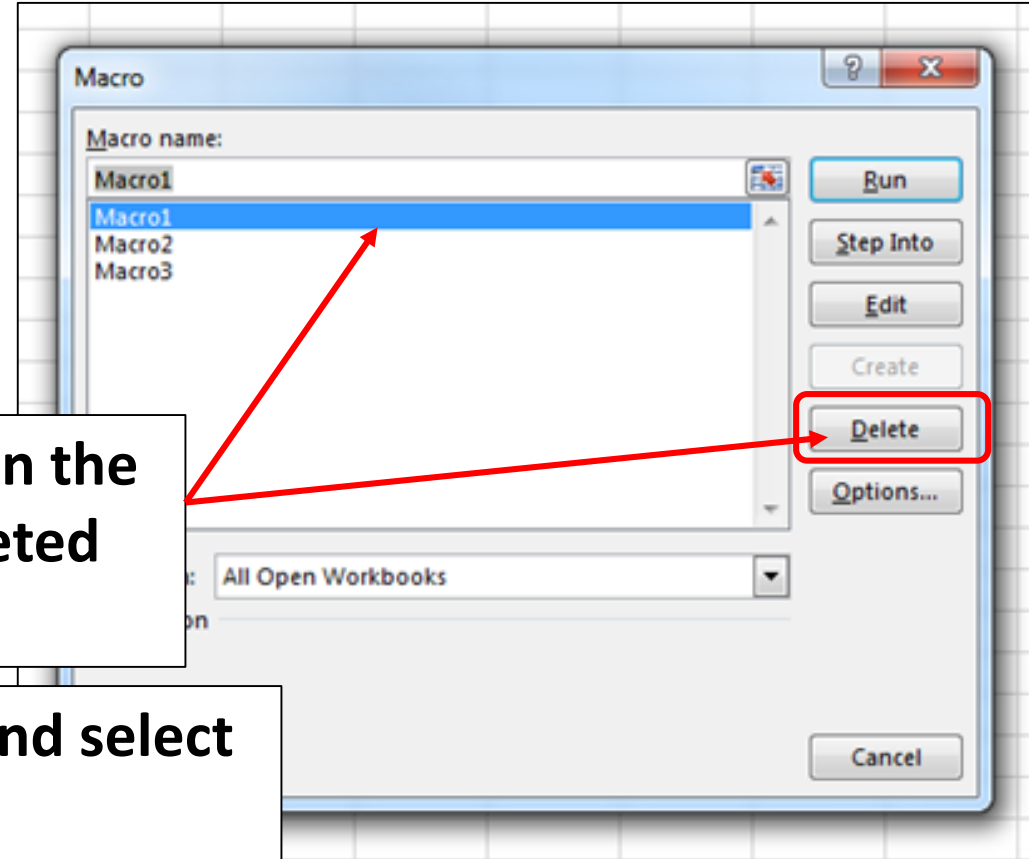 Macro
Macro name:
Macro1
Run
Macro1
Macro2
Macro3
Step Into
Edit
Create
Delete
Options...
n the
eted
: All Open Workbooks
on
nd select
Cancel